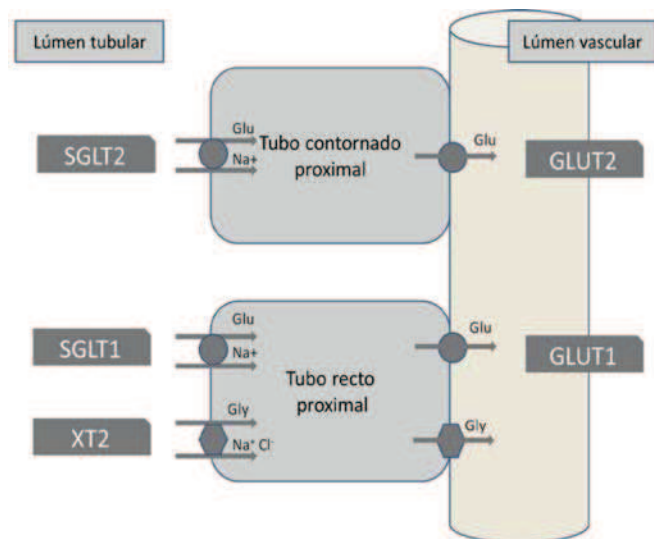 Lúmen tubular
Lúmen vascular
SGLT2
Glu
Na+
Tubo contornado
proximal
Glu
GLUT2
SGLT1
Glu
Na+
Tubo recto
proximal
Glu
GLUT1
XT2
Gly
Na⁺ Cl⁻
Gly